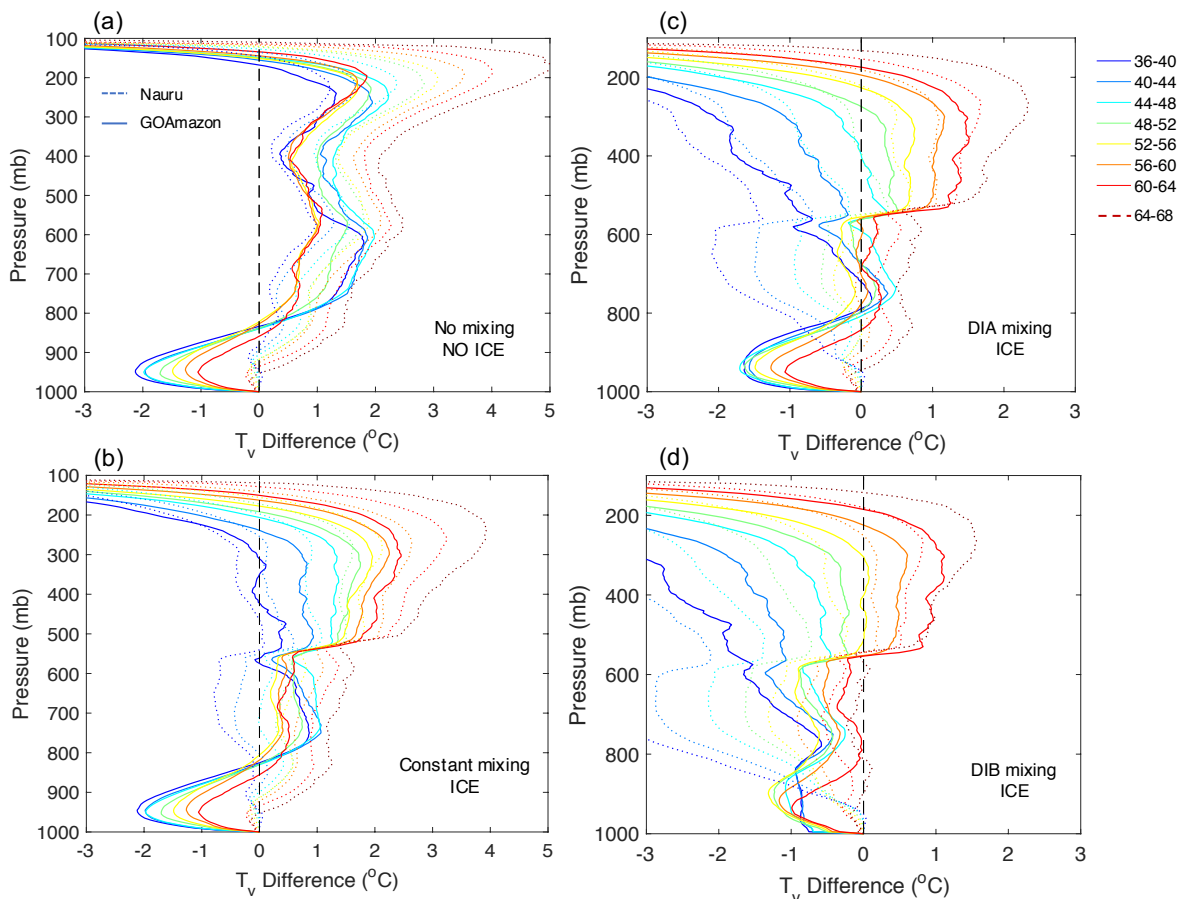 (a)
100
200
300
400
500
600
700
800
900
1000
Pressure (mb)
Nauru
GOAmazon
No mixing
NO ICE
-3 -2 -1 0 1 2 3 4 5
T_v Difference (°C)
(c)
200
400
600
800
1000
Pressure (mb)
DIA mixing
ICE
-3 -2 -1 0 1 2 3
T_v Difference (°C)
36-40
40-44
44-48
48-52
52-56
56-60
60-64
64-68
(b)
100
200
300
400
500
600
700
800
900
1000
Pressure (mb)
Constant mixing
ICE
-3 -2 -1 0 1 2 3 4 5
T_v Difference (°C)
(d)
200
400
600
800
1000
Pressure (mb)
DIB mixing
ICE
-3 -2 -1 0 1 2 3
T_v Difference (°C)